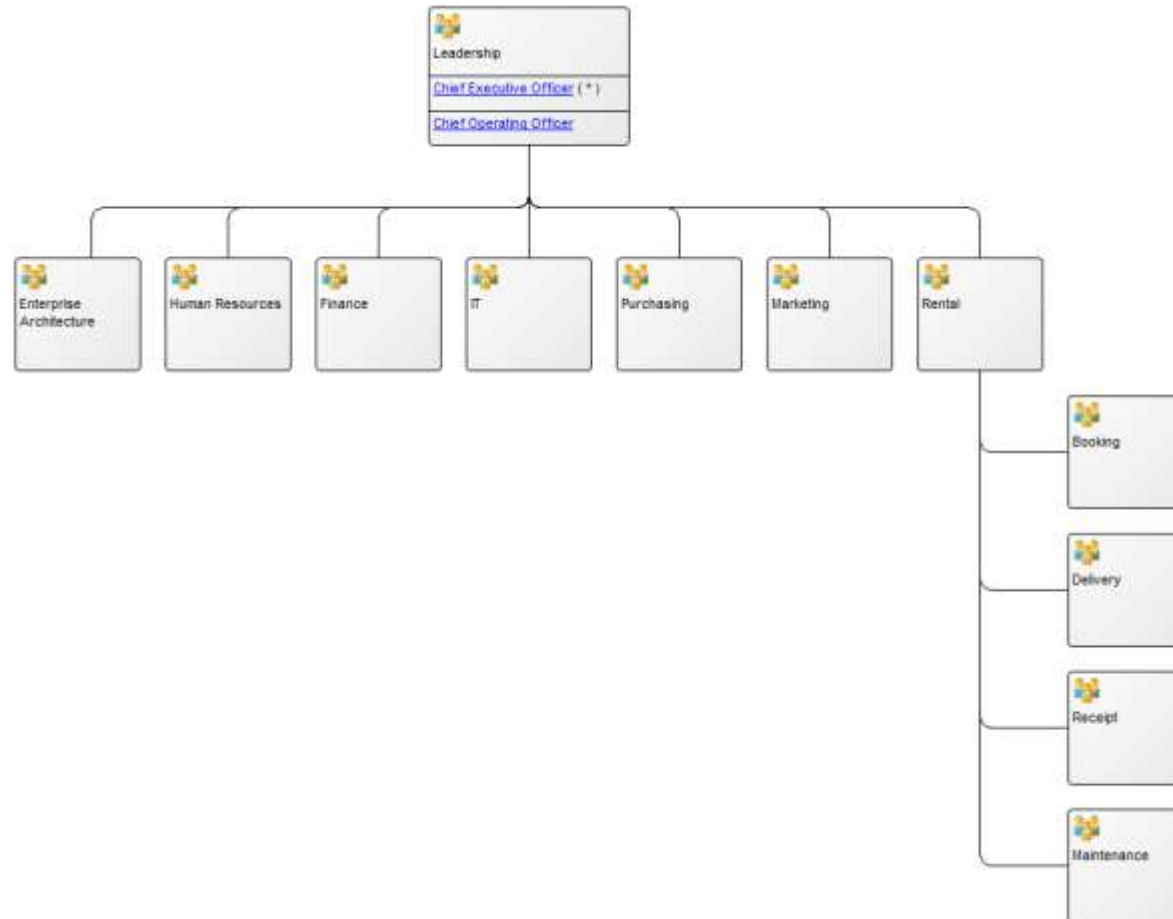 Leadership
Chief Executive Officer ( * )
Chief Operating Officer
Enterprise
Architecture
Human Resources
Finance
IT
Purchasing
Marketing
Rental
Booking
Delivery
Receipt
Maintenance